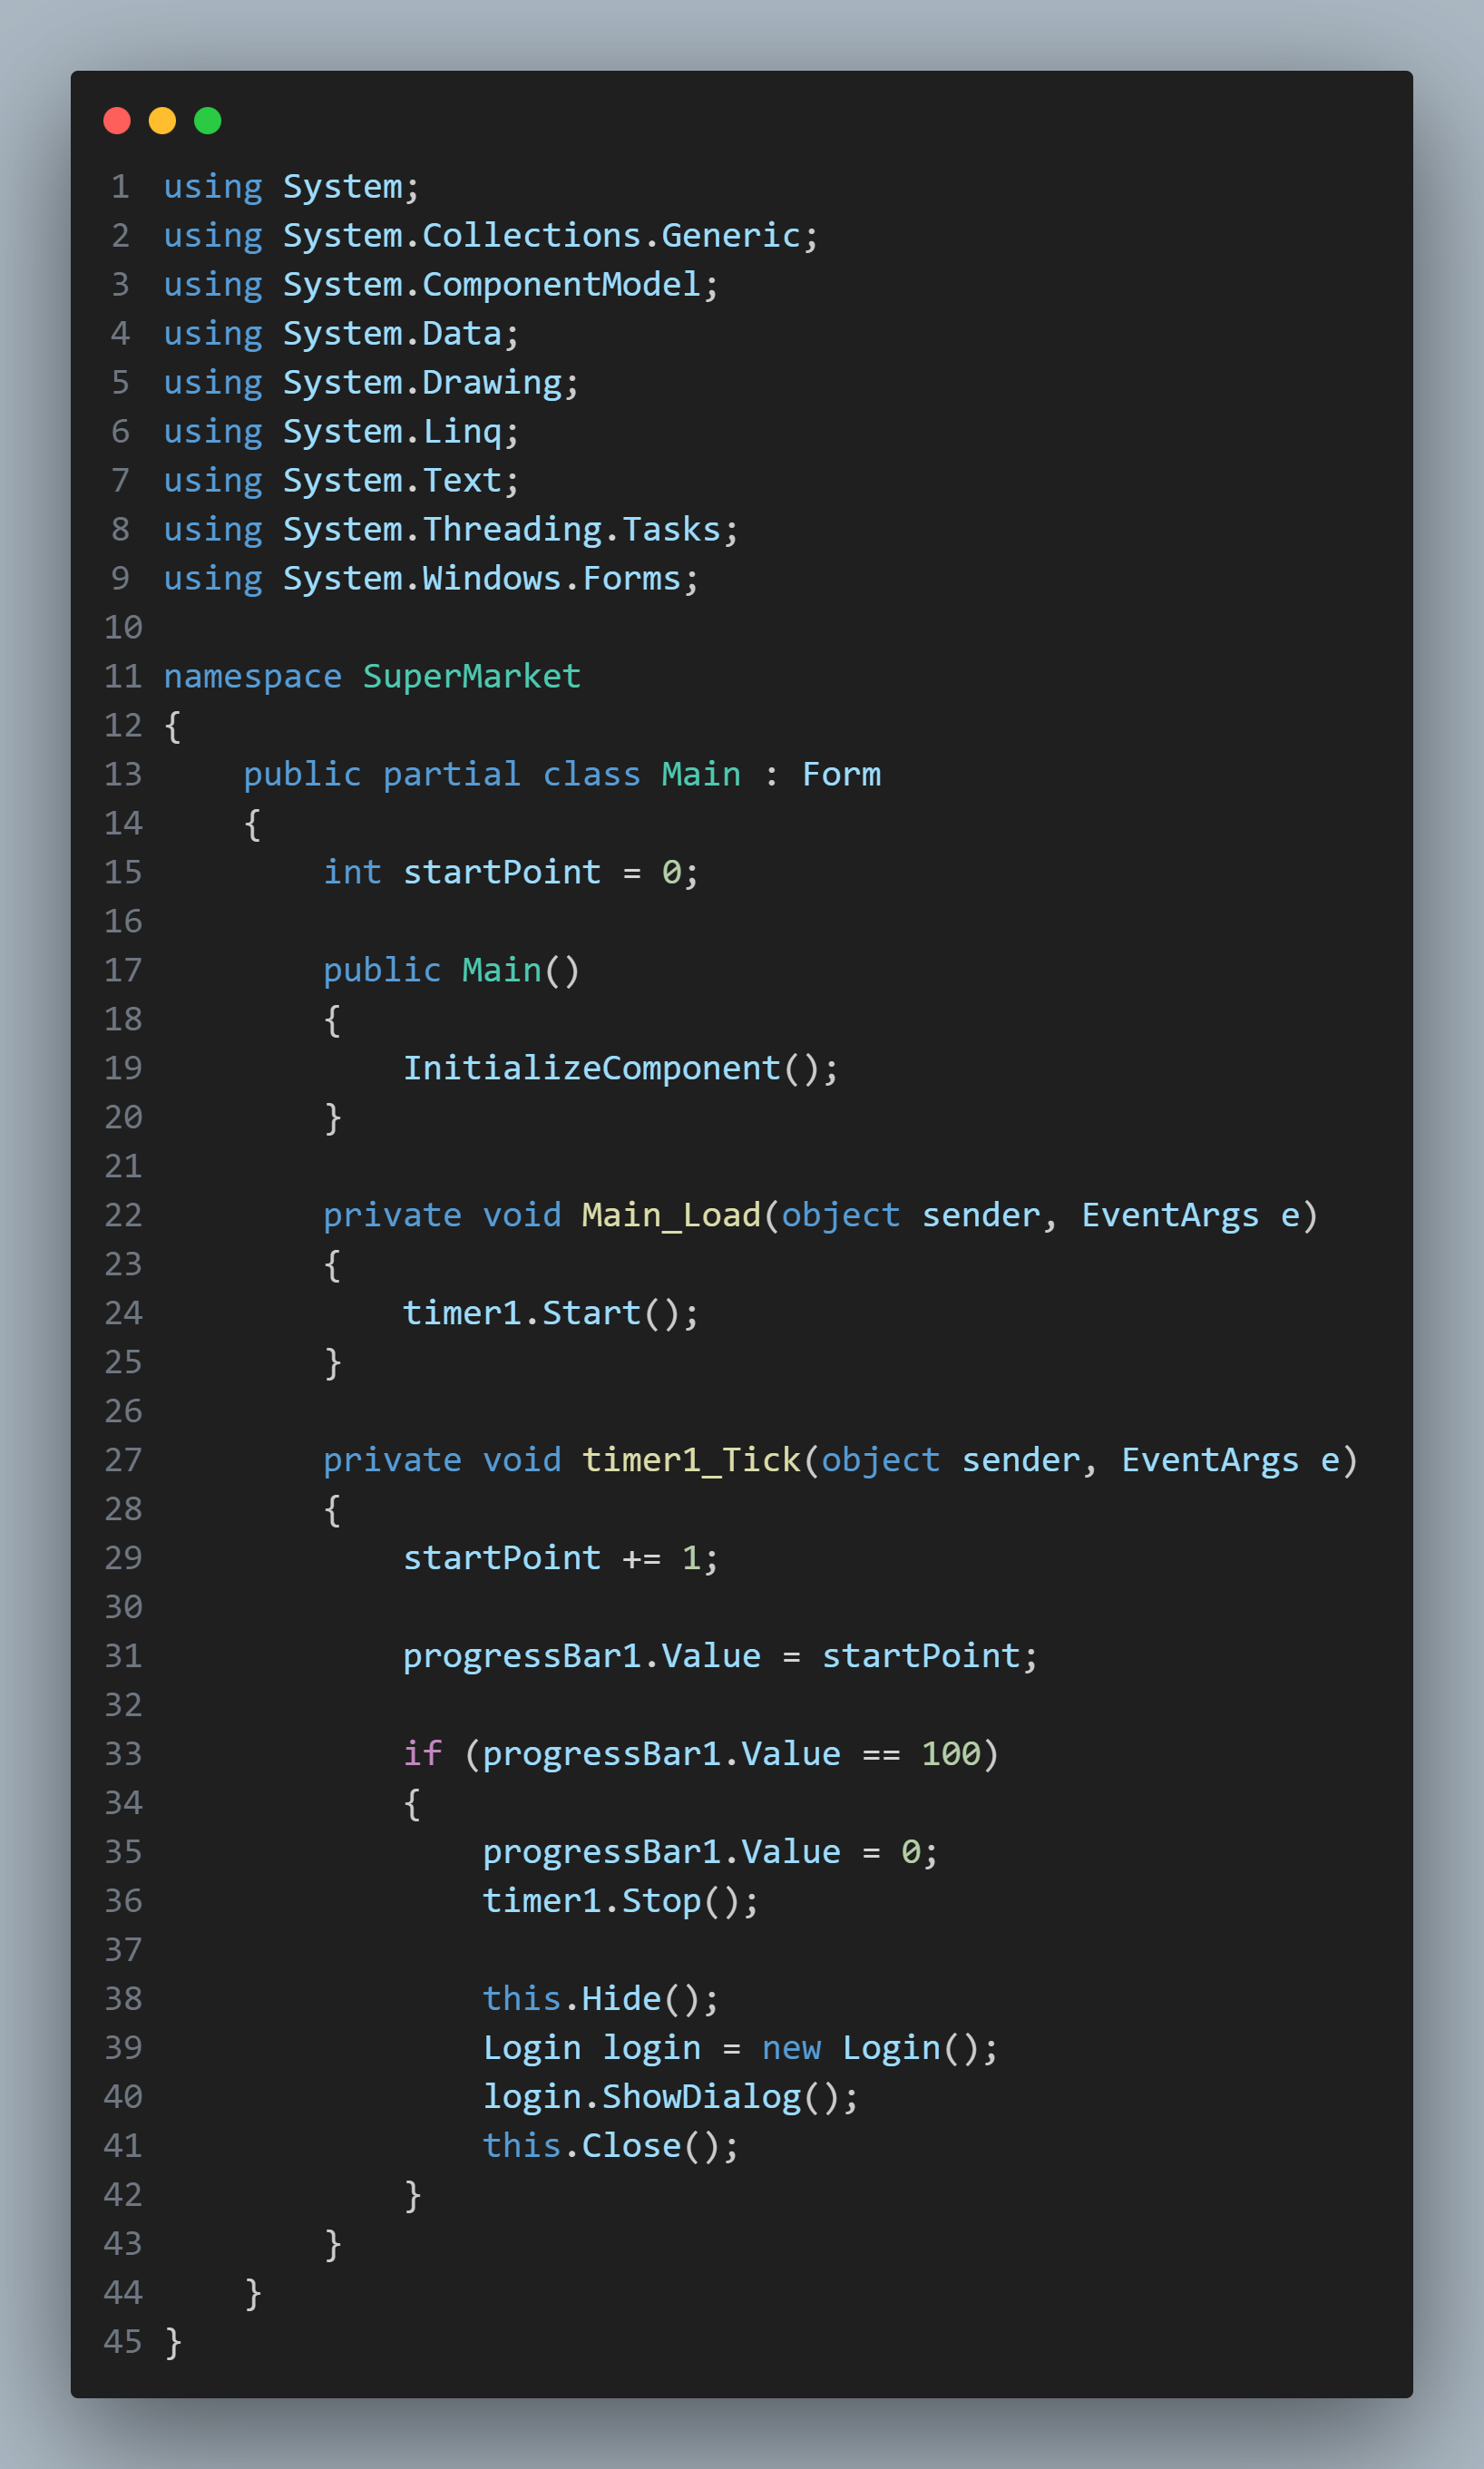 1 using System;
2 using System.Collections.Generic;
3 using System.ComponentModel;
4 using System.Data;
5 using System.Drawing;
6 using System.Linq;
7 using System.Text;
8 using System.Threading.Tasks;
9 using System.Windows.Forms;
10
11 namespace SuperMarket
12 {
13     public partial class Main : Form
14     {
15         int startPoint = 0;
16
17         public Main()
18         {
19             InitializeComponent();
20         }
21
22         private void Main_Load(object sender, EventArgs e)
23         {
24             timer1.Start();
25         }
26
27         private void timer1_Tick(object sender, EventArgs e)
28         {
29             startPoint += 1;
30
31             progressBar1.Value = startPoint;
32
33             if (progressBar1.Value == 100)
34             {
35                 progressBar1.Value = 0;
36                 timer1.Stop();
37
38                 this.Hide();
39                 Login login = new Login();
40                 login.ShowDialog();
41                 this.Close();
42             }
43         }
44     }
45 }